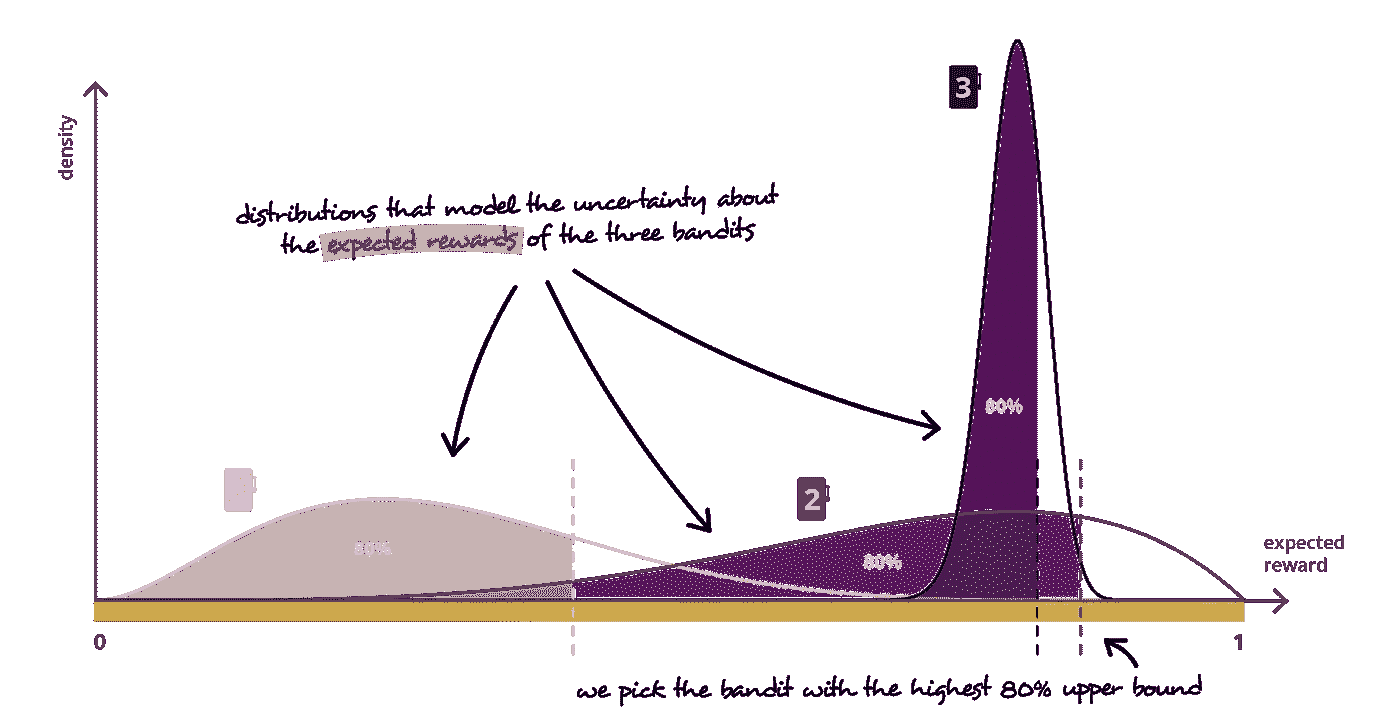 density
3
distributions that model the uncertainty about
the expected rewards of the three bandits
80%
2
80%
80%
expected
reward
0
1
we pick the bandit with the highest 80% upper bound